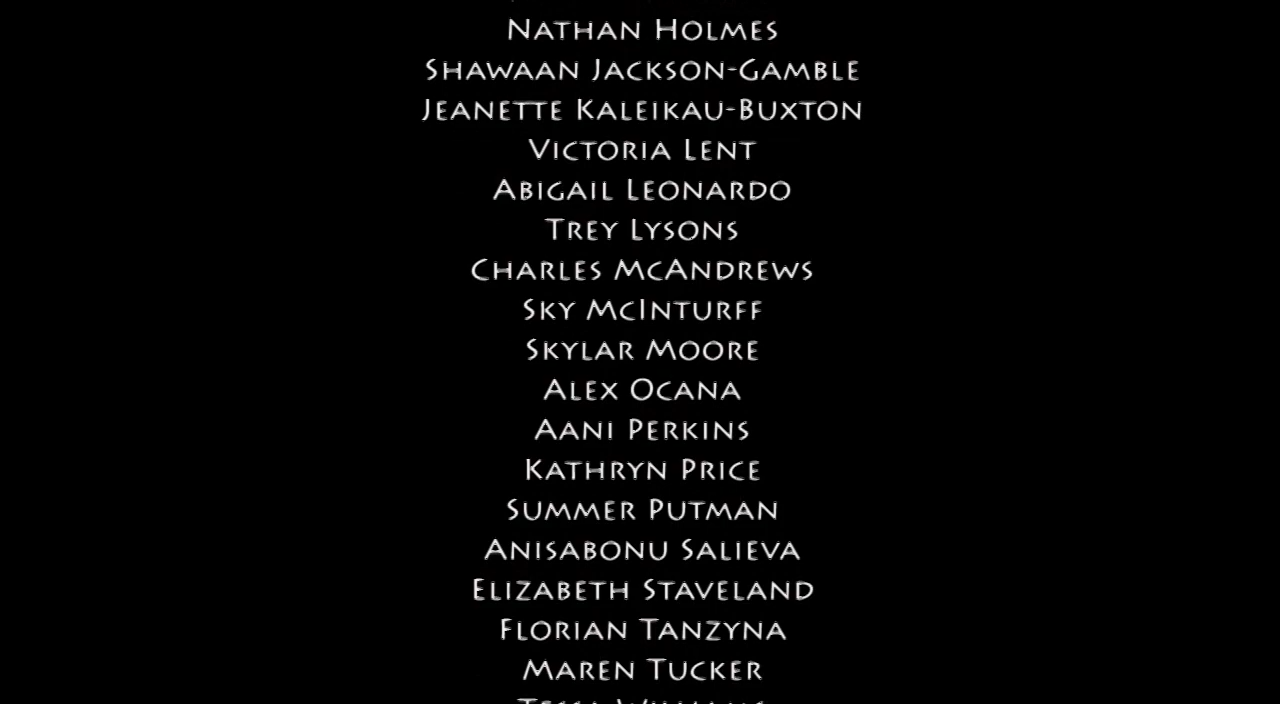 Nathan Holmes
Shawaan Jackson-Gamble
Jeanette Kaleikau-Buxton
Victoria Lent
Abigail Leonardo
Trey Lysons
Charles McAndrews
Sky McInturff
Skylar Moore
Alex Ocana
Aani Perkins
Kathryn Price
Summer Putman
Anisabonu Salieva
Elizabeth Staveland
Florian Tanzyna
Maren Tucker